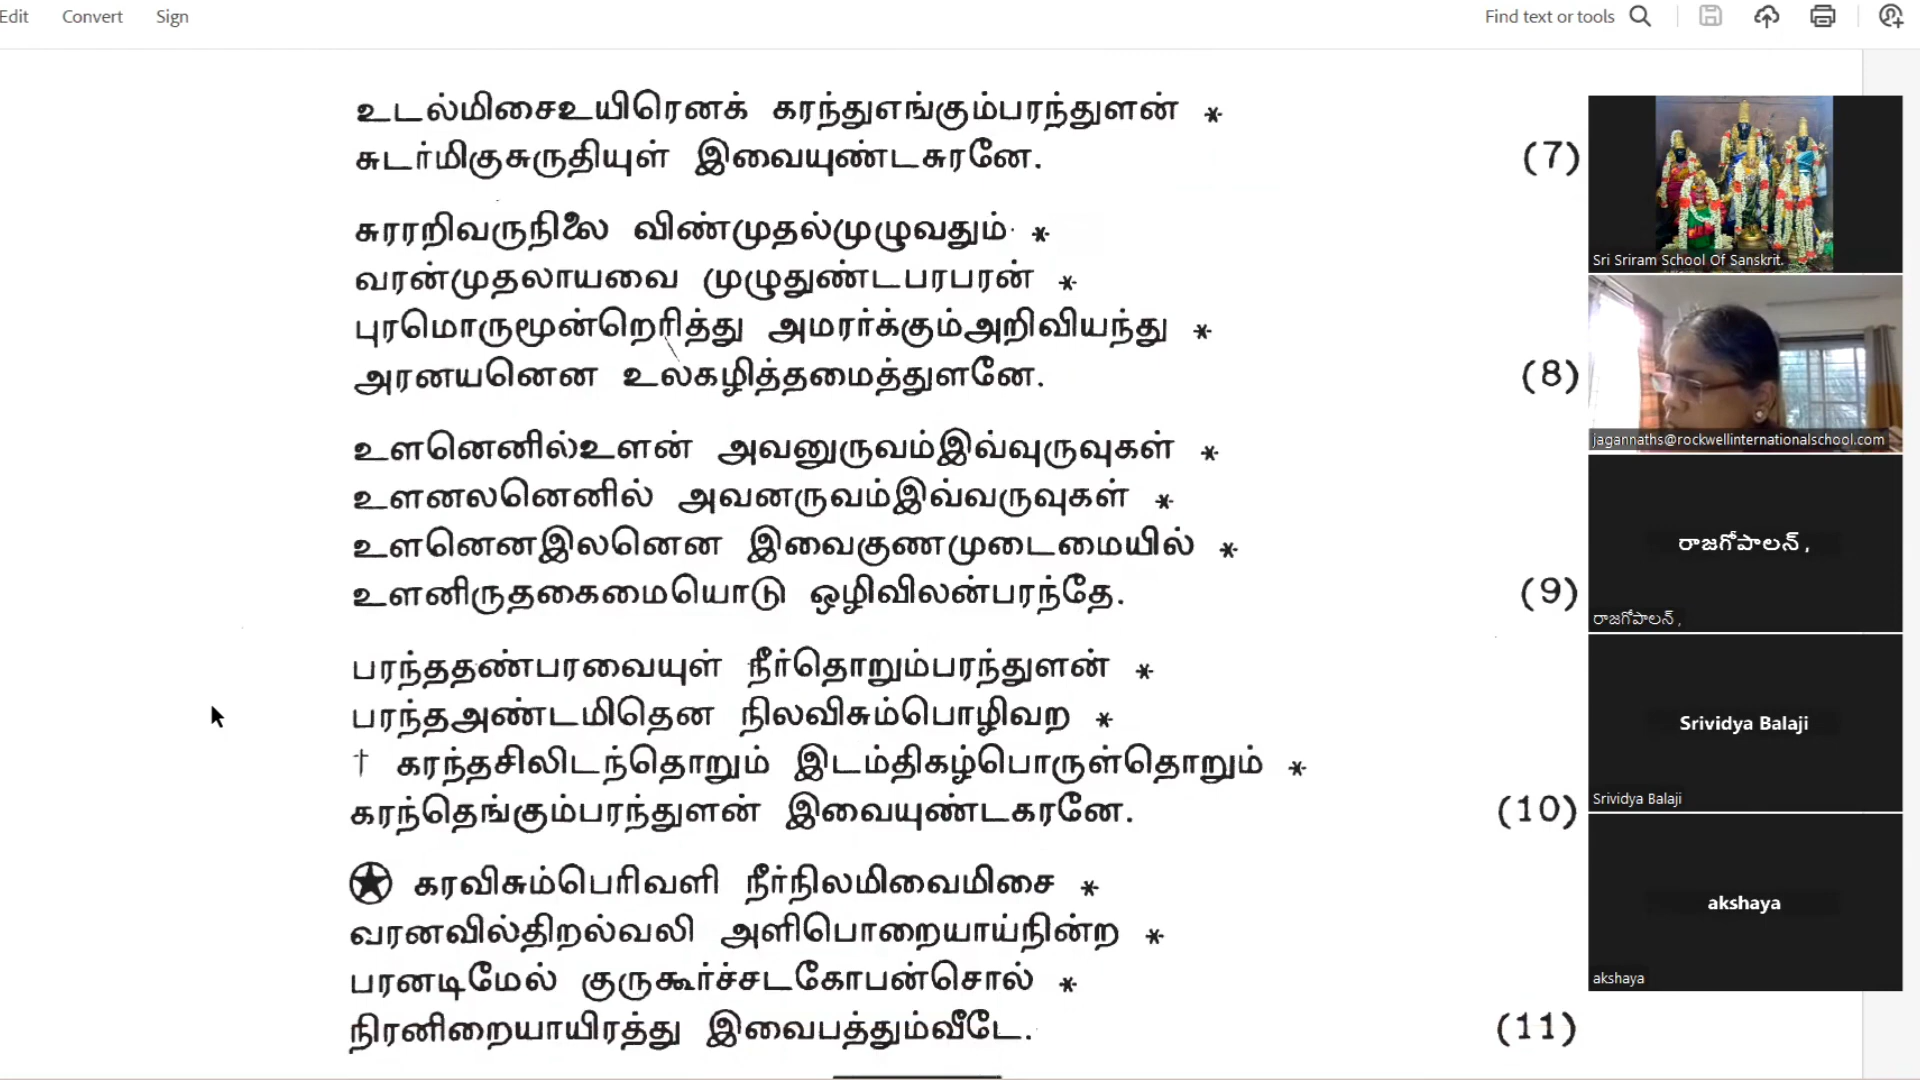 Edit Convert Sign Find text or tools
உடல்மிசைஉயிரெனக் கரந்துஎங்கும்பரந்துளன் *
சுடர்மிகுசுருதியுள் இவையுண்டசுரனே. (7)
சுரரறிவருநிலை விண்முதல்முழுவதும் *
வரன்முதலாயவை முழுதுண்டபரபரன் *
புரமொருமூன்றெரித்து அமரர்க்கும்அறிவியந்து *
அரனயனென உலகழித்தமைத்துளனே. (8)
உளனெனில்உளன் அவனுருவம்இவ்வுருவுகள் *
உளனலனெனில் அவனருவம்இவ்வருவுகள் *
உளனெனஇலனென இவைகுணமுடைமையில் *
உளனிருதகைமையொடு ஒழிவிலன்பரந்தே. (9)
பரந்ததண்பரவையுள் நீர்தொறும்பரந்துளன் *
பரந்தஅண்டமிதென நிலவிசும்பொழிவற *
† கரந்தசிலிடந்தொறும் இடம்திகழ்பொருள்தொறும் *
கரந்தெங்கும்பரந்துளன் இவையுண்டகரனே. (10)
கரவிசும்பெரிவளி நீர்நிலமிவைமிசை *
வரனவில்திறல்வலி அளிபொறையாய்நின்ற *
பரனடிமேல் குருகூர்ச்சடகோபன்சொல் *
நிரனிறையாயிரத்து இவைபத்தும்வீடே. (11)
Sri Sriram School Of Sanskrit.
jagannaths@rockwellinternationalschool.com
రాజగోపాలన్ ,
రాజగోపాలన్ ,
Srividya Balaji
Srividya Balaji
akshaya
akshaya